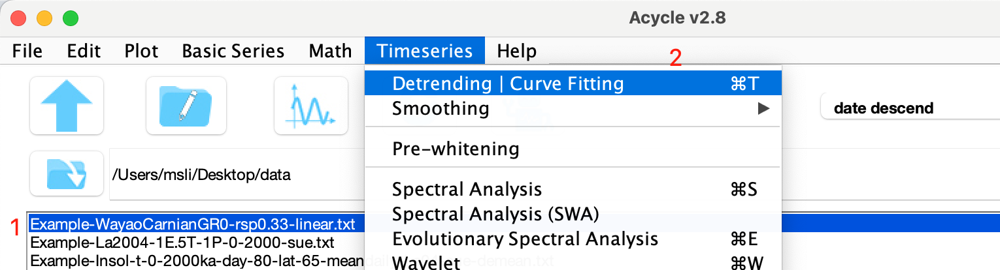 Acycle v2.8
File Edit Plot Basic Series Math Timeseries Help
2
Detrending | Curve Fitting ⌘T
Smoothing ▶
date descend
Pre-whitening
/Users/msli/Desktop/data
Spectral Analysis ⌘S
Spectral Analysis (SWA)
1 Example-WayaoCarnianGR0-rsp0.33-linear.txt
Evolutionary Spectral Analysis ⌘E
Example-La2004-1E.5T-1P-0-2000-sue.txt
Wavelet ⌘W
Example-Insol-t-0-2000ka-day-80-lat-65-mean